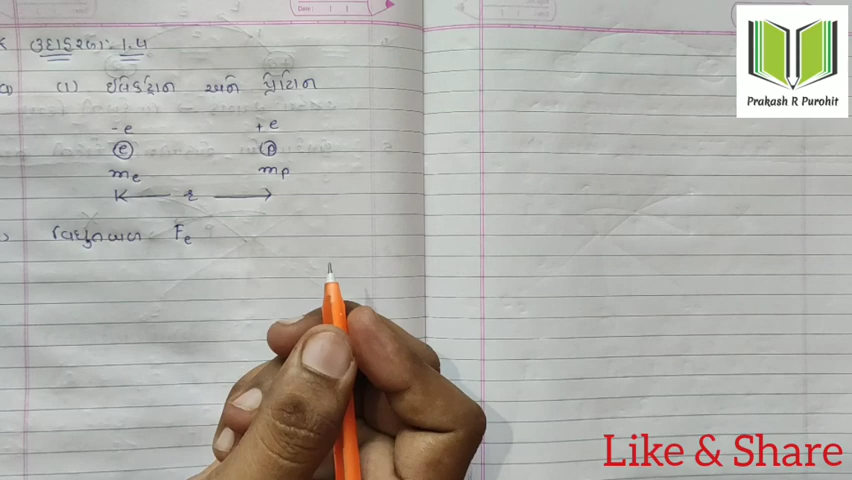 ઉદાહરણ: 1.4
(1) ઇલેક્ટ્રોન અને પ્રોટોન
-e +e
e p
me mp
r
વિદ્યુતબળ Fe
Prakash R Purohit
Like & Share